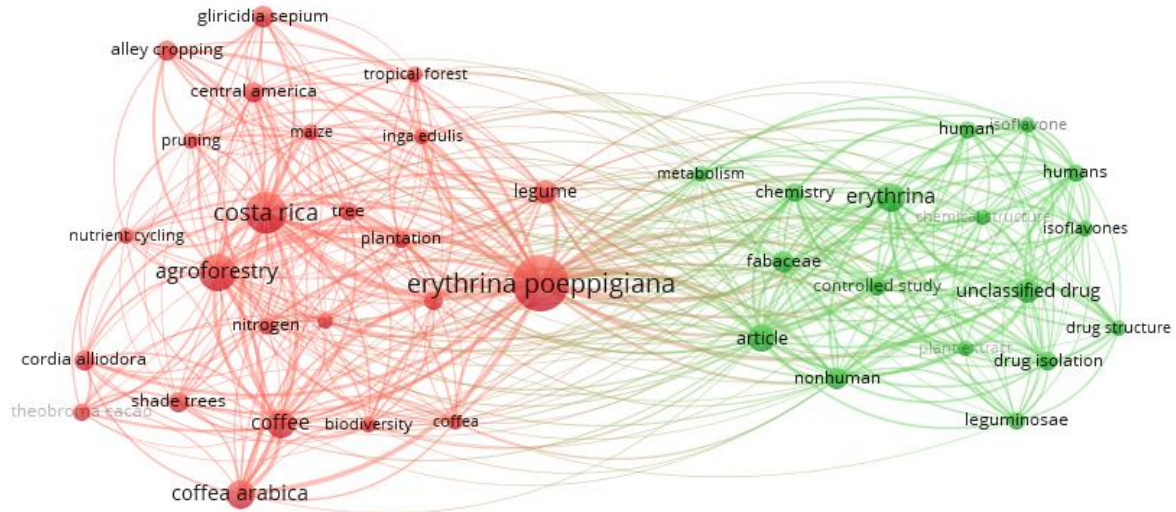 gliricidia sepium
alley cropping
tropical forest
central america
maize
inga edulis
pruning
legume
costa rica
tree
nutrient cycling
plantation
agroforestry
erythrina poeppigiana
nitrogen
cordia alliodora
theobroma cacao
shade trees
coffee
biodiversity
coffea
coffea arabica
human
isoflavone
metabolism
humans
chemistry
erythrina
chemical structure
isoflavones
fabaceae
controlled study
unclassified drug
article
drug structure
plant extract
drug isolation
nonhuman
leguminosae